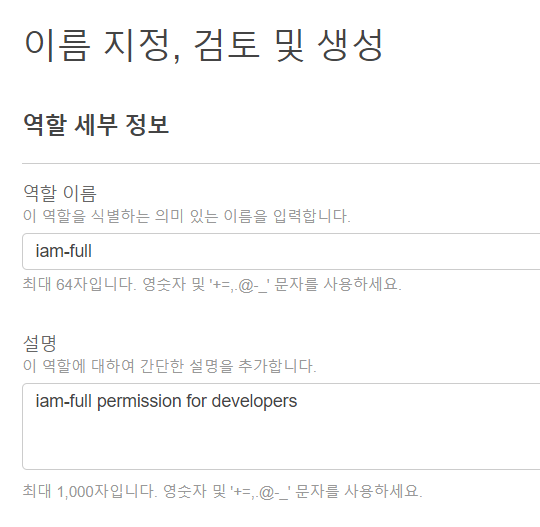 이름 지정, 검토 및 생성
역할 세부 정보
역할 이름
이 역할을 식별하는 의미 있는 이름을 입력합니다.
iam-full
최대 64자입니다. 영숫자 및 '+=,.@-_' 문자를 사용하세요.
설명
이 역할에 대하여 간단한 설명을 추가합니다.
iam-full permission for developers
최대 1,000자입니다. 영숫자 및 '+=,.@-_' 문자를 사용하세요.